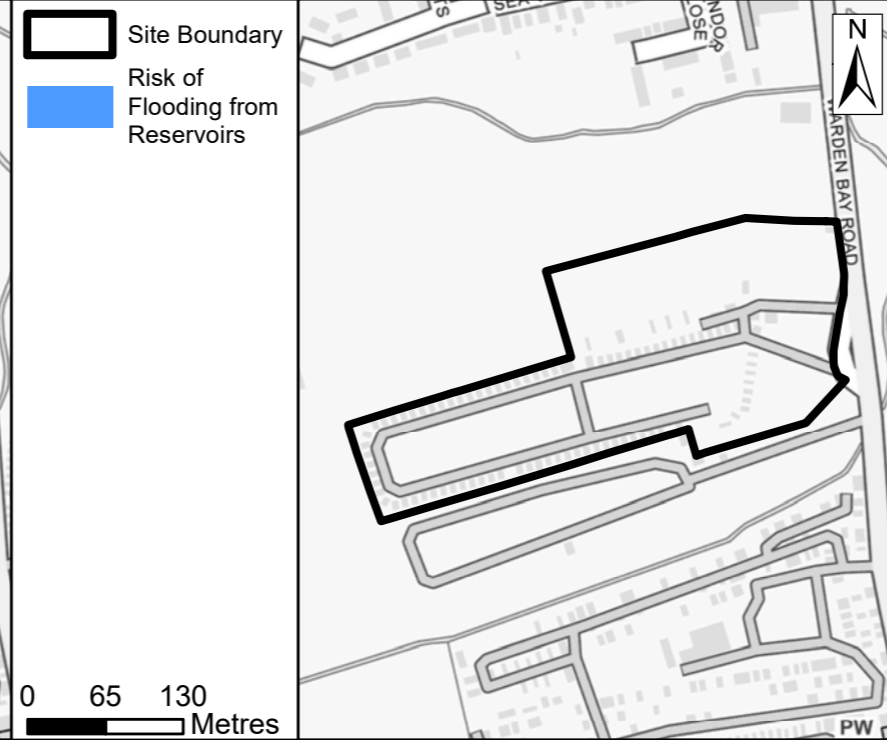 Site Boundary
Risk of
Flooding from
Reservoirs
0 65 130
Metres
N
WARDEN BAY ROAD
PW